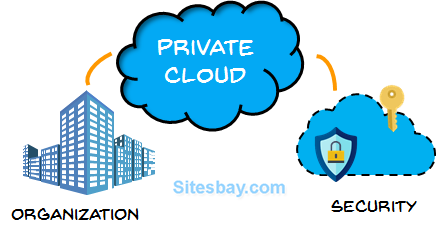 PRIVATE
CLOUD
Sitesbay.com
ORGANIZATION
SECURITY